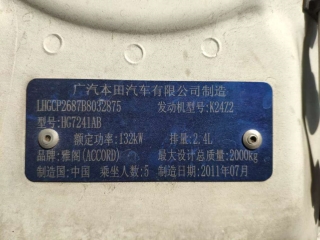 广汽本田汽车有限公司制造
LHGCP2687B8032875 发动机型号:K24Z2
型号:HG7241AB
额定功率:132kW 排量:2.4L
品牌:雅阁(ACCORD) 最大设计总质量:2000kg
制造国:中国 乘坐人数:5 制造日期:2011年07月